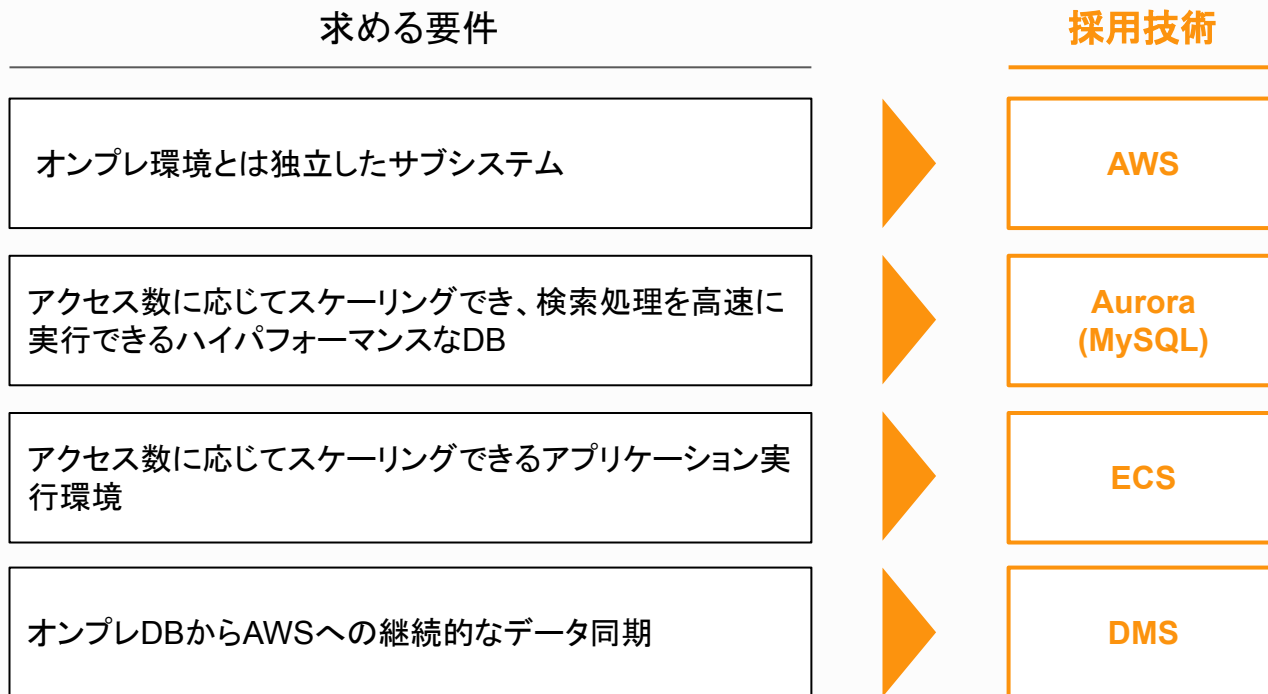 求める要件
採用技術
オンプレ環境とは独立したサブシステム
AWS
アクセス数に応じてスケーリングでき、検索処理を高速に
実行できるハイパフォーマンスなDB
Aurora
(MySQL)
アクセス数に応じてスケーリングできるアプリケーション実
行環境
ECS
オンプレDBからAWSへの継続的なデータ同期
DMS